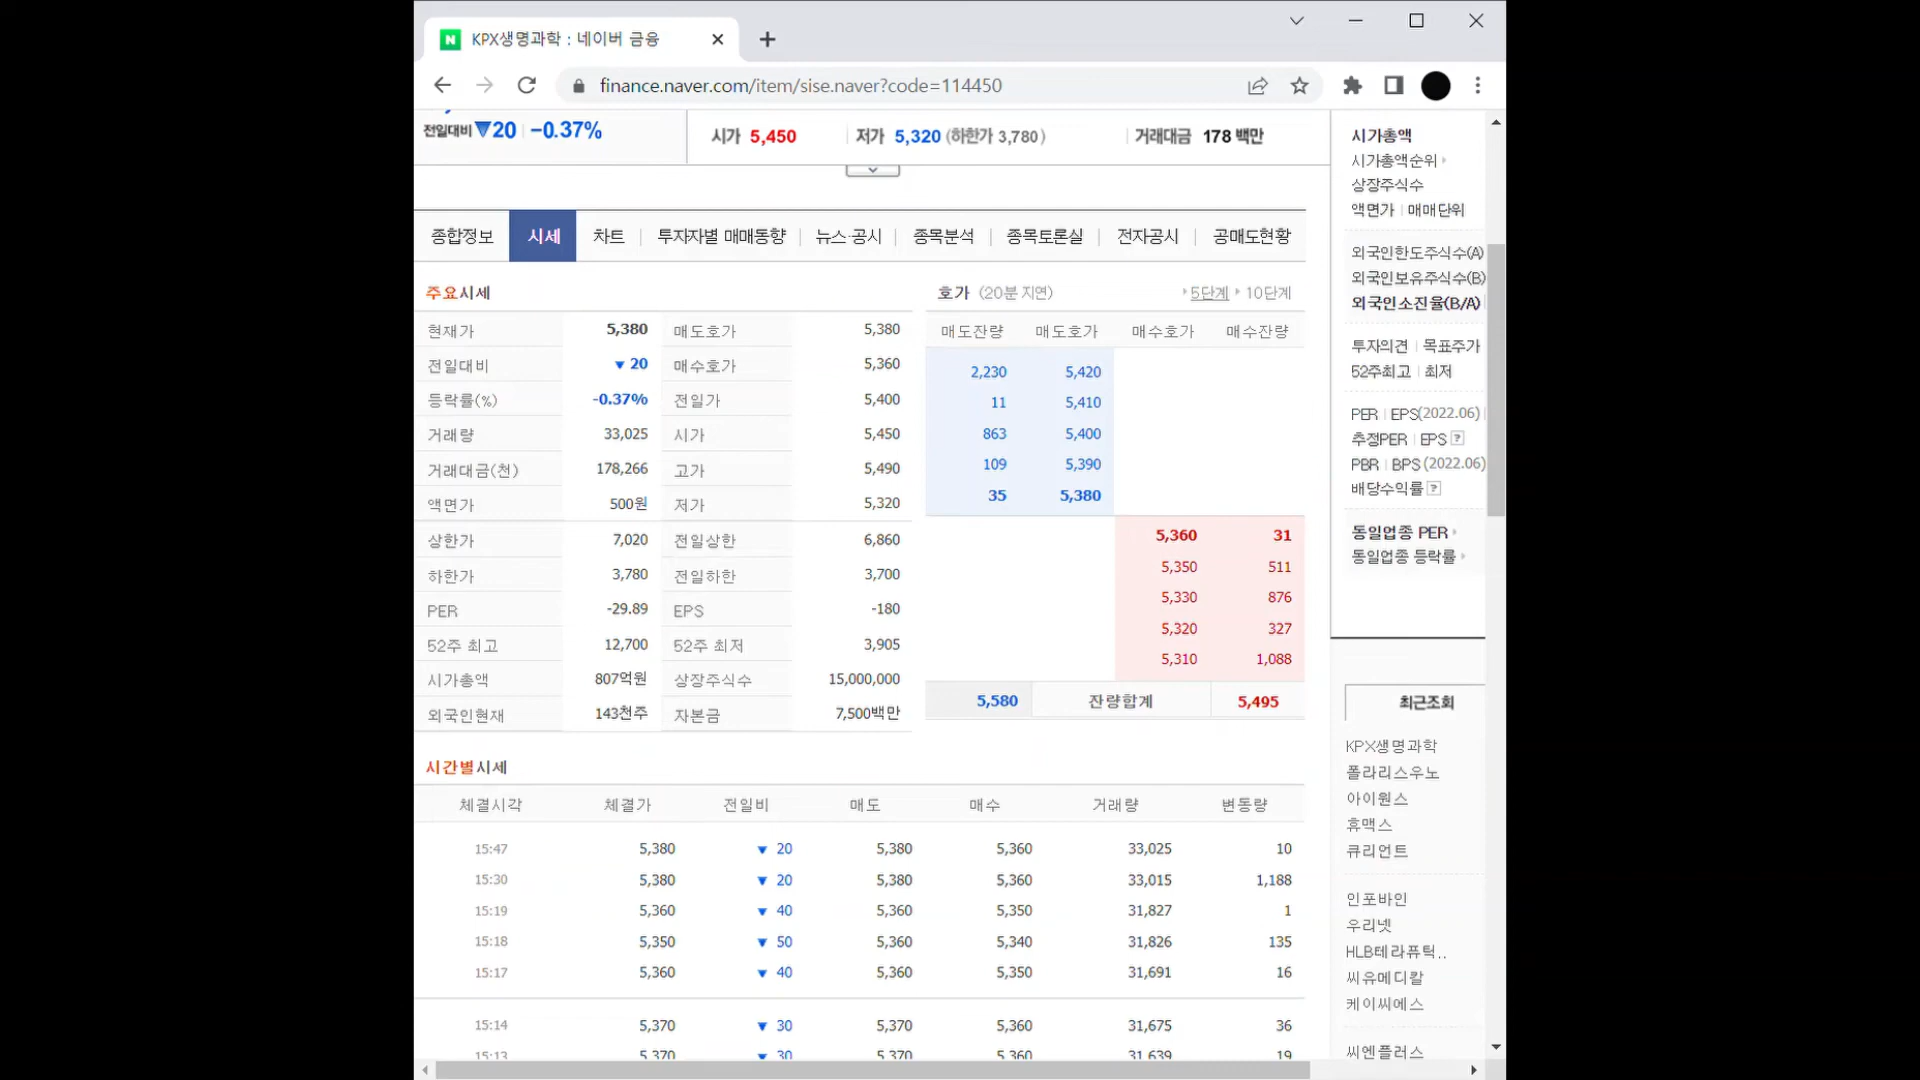 KPX생명과학 : 네이버 금융
finance.naver.com/item/sise.naver?code=114450
전일대비 ▼20 -0.37%
시가 5,450 저가 5,320 (하한가 3,780) 거래대금 178 백만
종합정보 시세 차트 투자자별 매매동향 뉴스·공시 종목분석 종목토론실 전자공시 공매도현황
주요시세
현재가 5,380 매도호가 5,380
전일대비 ▼ 20 매수호가 5,360
등락률(%) -0.37% 전일가 5,400
거래량 33,025 시가 5,450
거래대금(천) 178,266 고가 5,490
액면가 500원 저가 5,320
상한가 7,020 전일상한 6,860
하한가 3,780 전일하한 3,700
PER -29.89 EPS -180
52주 최고 12,700 52주 최저 3,905
시가총액 807억원 상장주식수 15,000,000
외국인현재 143천주 자본금 7,500백만
호가 (20분 지연) 5단계 10단계
매도잔량 매도호가 매수호가 매수잔량
2,230 5,420
11 5,410
863 5,400
109 5,390
35 5,380
5,360 31
5,350 511
5,330 876
5,320 327
5,310 1,088
5,580 잔량합계 5,495
시간별시세
체결시각 체결가 전일비 매도 매수 거래량 변동량
15:47 5,380 ▼ 20 5,380 5,360 33,025 10
15:30 5,380 ▼ 20 5,380 5,360 33,015 1,188
15:19 5,360 ▼ 40 5,360 5,350 31,827 1
15:18 5,350 ▼ 50 5,360 5,340 31,826 135
15:17 5,360 ▼ 40 5,360 5,350 31,691 16
15:14 5,370 ▼ 30 5,370 5,360 31,675 36
15:13 5,370 ▼ 30 5,370 5,360 31,639 19
시가총액
시가총액순위
상장주식수
액면가 | 매매단위
외국인한도주식수(A)
외국인보유주식수(B)
외국인소진율(B/A)
투자의견 | 목표주가
52주최고 | 최저
PER | EPS(2022.06)
추정PER | EPS ?
PBR | BPS (2022.06)
배당수익률 ?
동일업종 PER
동일업종 등락률
최근조회
KPX생명과학
폴라리스우노
아이원스
휴맥스
큐리언트
인포바인
우리넷
HLB테라퓨틱..
씨유메디칼
케이씨에스
씨엔플러스